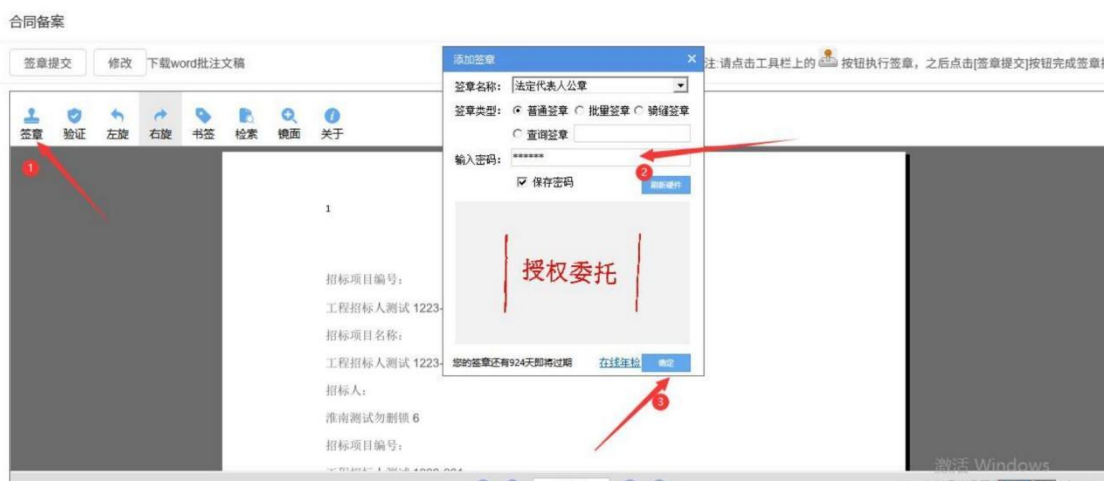 合同备案
签章提交 修改 下载word批注文稿
注:请点击工具栏上的 按钮执行签章，之后点击[签章提交]按钮完成签章
签章 验证 左旋 右旋 书签 检索 镜面 关于
1
添加签章 ×
签章名称: 法定代表人公章
签章类型: 普通签章 批量签章 骑缝签章
查询签章
输入密码: ******
2
保存密码 刷新硬件
授权委托
您的签章还有924天即将过期 在线年检 确定
3
1
招标项目编号:
工程招标人测试 1223-
招标项目名称:
工程招标人测试 1223-
招标人:
淮南测试勿删锁 6
招标项目编号:
激活 Windows